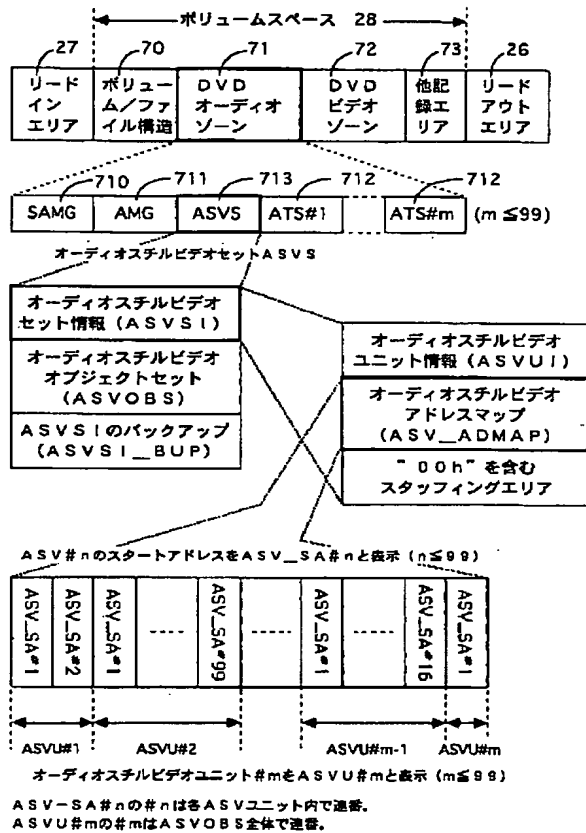 ボリュームスペース 28
27 70 71 72 73 26
リード
イン
エリア
ボリュー
ム/ファ
イル構造
DVD
オーディオ
ゾーン
DVD
ビデオ
ゾーン
他記
録エ
リア
リード
アウト
エリア
710 711 713 712 712
SAMG AMG ASVS ATS#1 ATS#m (m≦99)
オーディオスチルビデオセットASVS
オーディオスチルビデオ
セット情報(ASVSI)
オーディオスチルビデオ
オブジェクトセット
(ASVOBS)
ASVSIのバックアップ
(ASVSI__BUP)
オーディオスチルビデオ
ユニット情報(ASVUI)
オーディオスチルビデオ
アドレスマップ
(ASV__ADMAP)
"00h"を含む
スタッフィングエリア
ASV#nのスタートアドレスをASV__SA#nと表示(n≦99)
ASV_SA#1
ASV_SA#2
ASV_SA#1
ASV_SA#99
ASV_SA#1
ASV_SA#16
ASV_SA#1
ASVU#1 ASVU#2 ASVU#m-1 ASVU#m
オーディオスチルビデオユニット#mをASVU#mと表示(m≦99)
ASV-SA#nの#nは各ASVユニット内で連番。
ASVU#mの#mはASVOBS全体で連番。